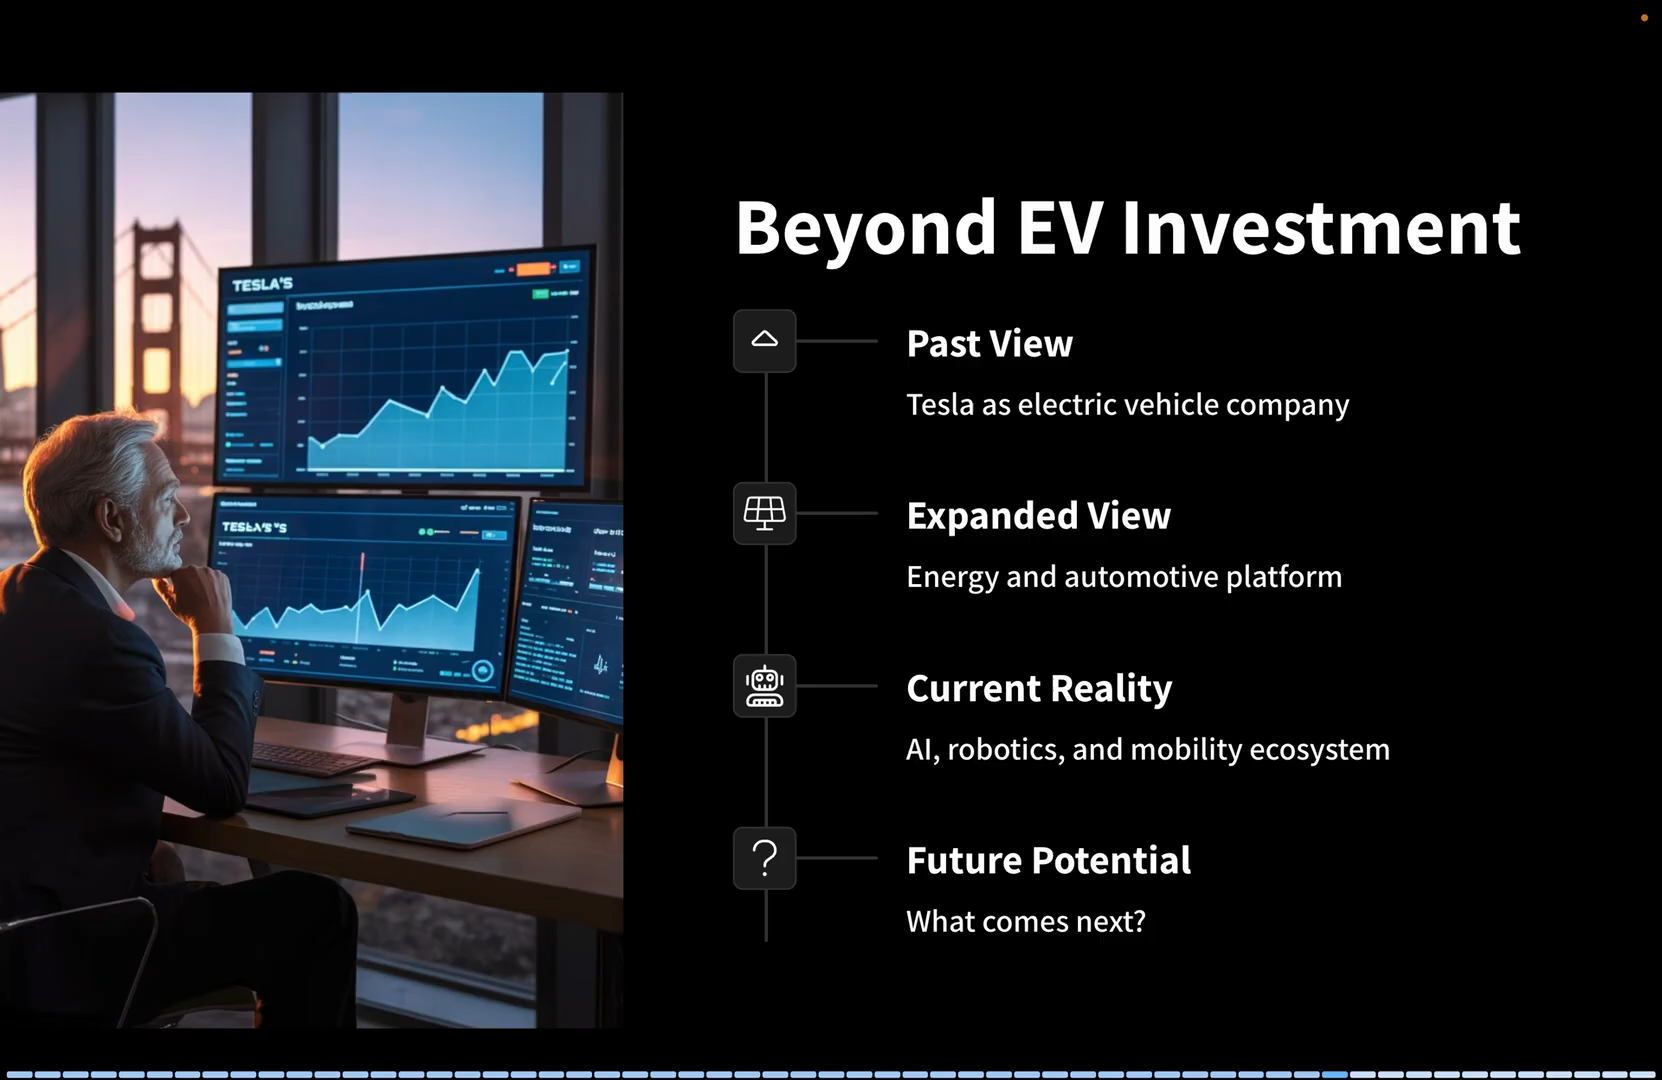 Beyond EV Investment
Past View
Tesla as electric vehicle company
Expanded View
Energy and automotive platform
Current Reality
AI, robotics, and mobility ecosystem
Future Potential
What comes next?
TESLA'S
TESLA'S 'S